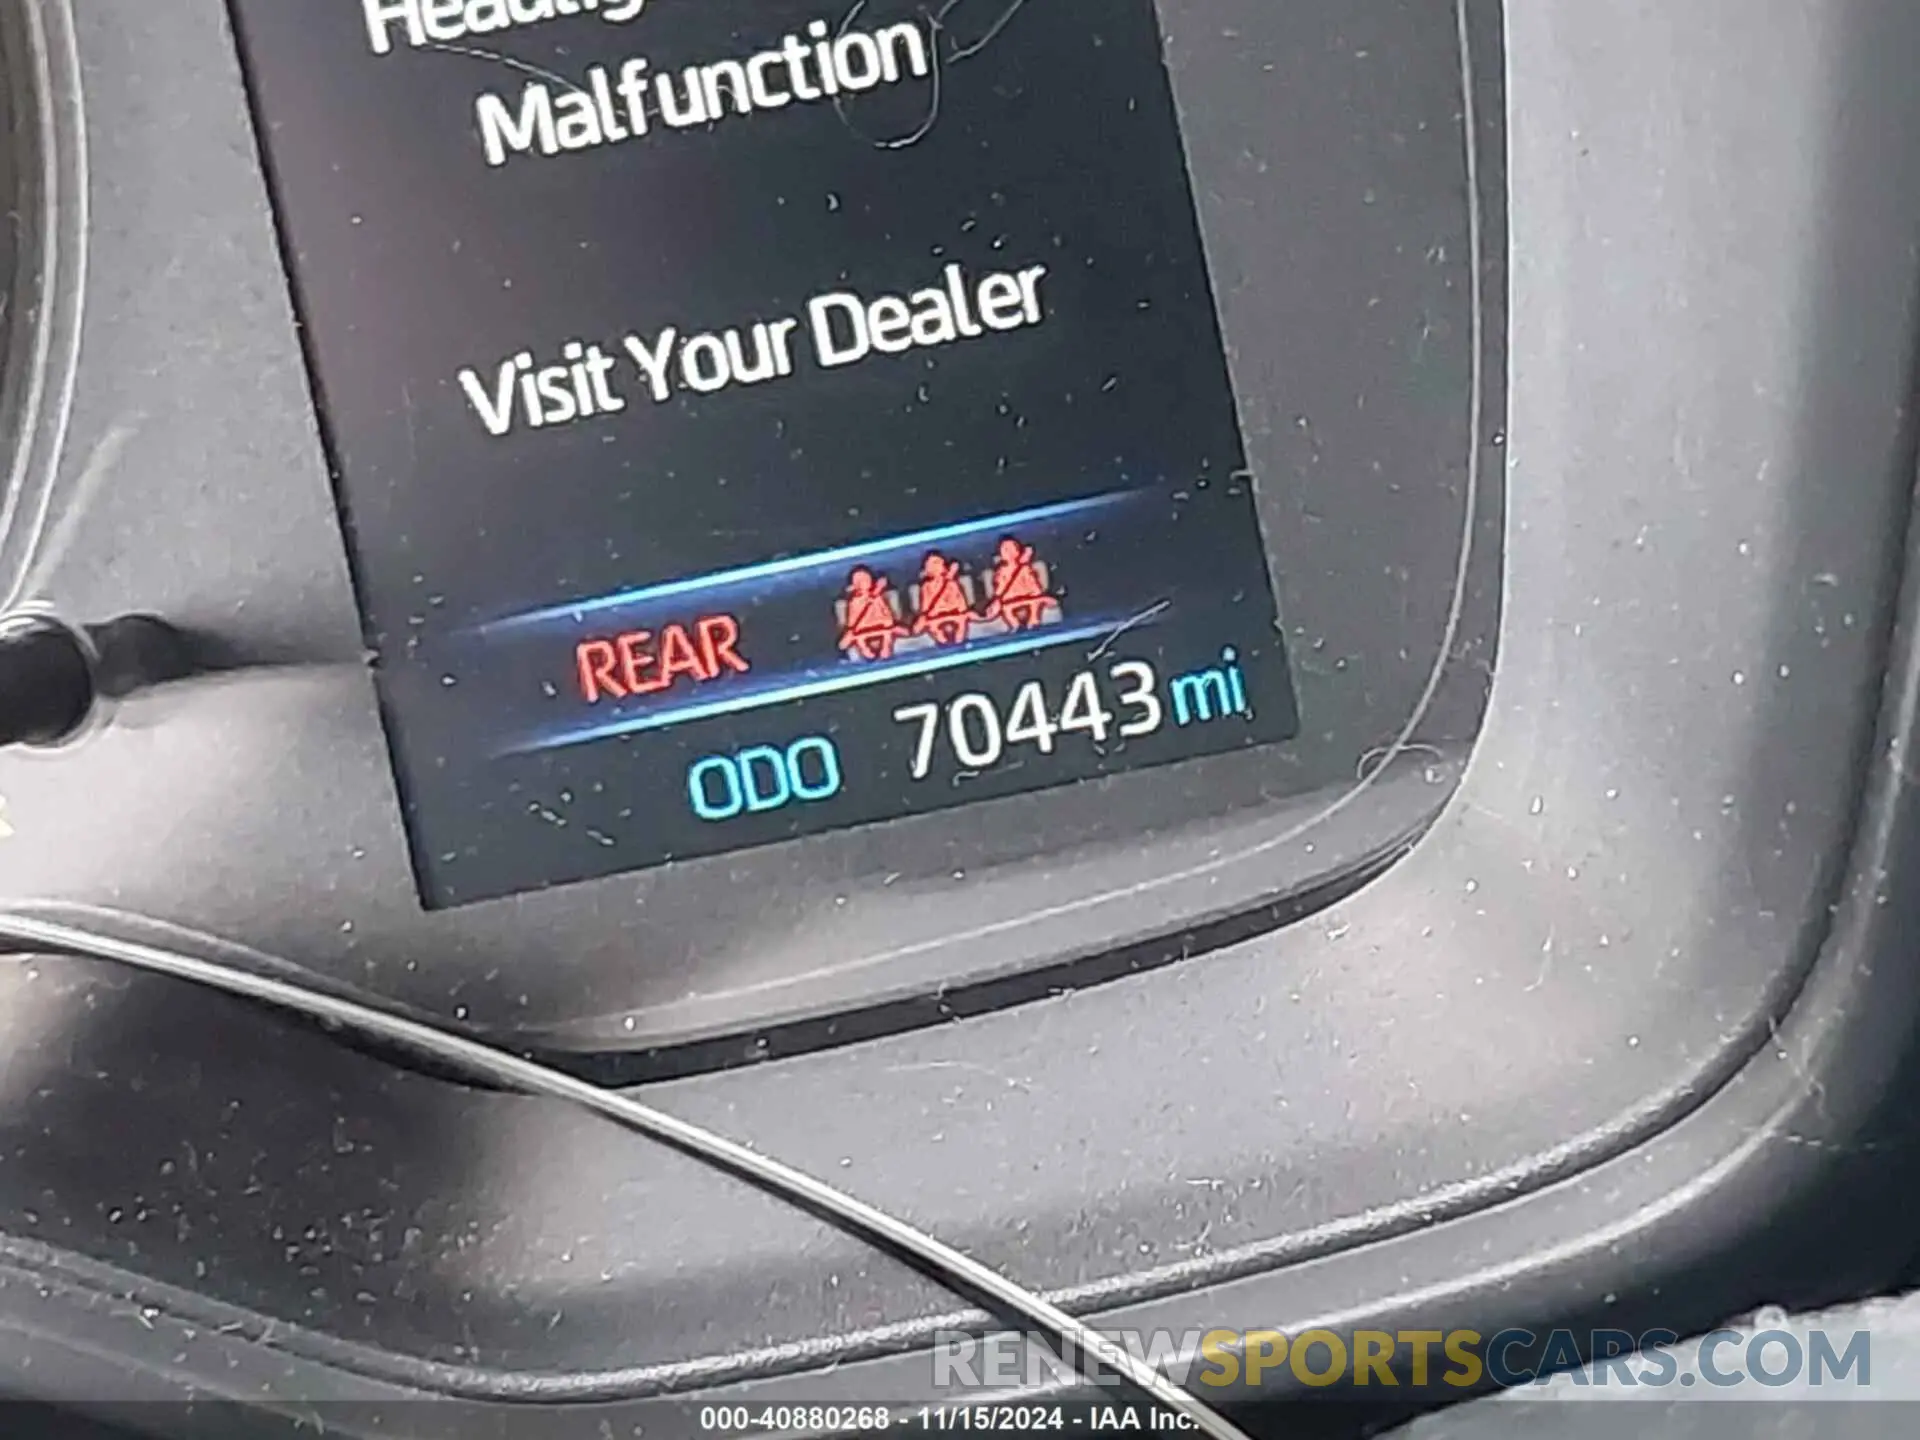 Malfunction
Visit Your Dealer
REAR
ODO 70443 mi
RENEWSPORTSCARS.COM
000-40880268 - 11/15/2024 - IAA Inc.